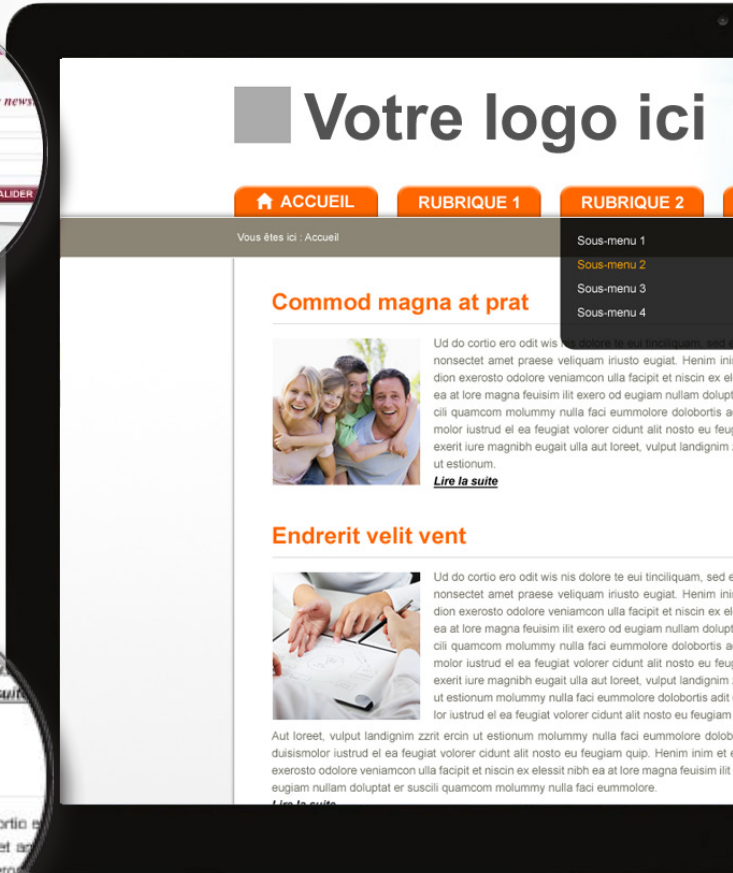 news
ALIDER
Votre logo ici
ACCUEIL
RUBRIQUE 1
RUBRIQUE 2
Vous êtes ici : Accueil
Sous-menu 1
Sous-menu 2
Sous-menu 3
Sous-menu 4
Commod magna at prat
Ud do cortio ero odit wis nis dolore te eui tinciliquam, sed
nonsectet amet praese veliquam iriusto eugiat. Henim
dion exerosto odolore veniamcon ulla facipit et niscin ex
ea at lore magna feuisim ilit exero od eugiam nullam
cili quamcom molummy nulla faci eummolore dolobortis
molor iustrud el ea feugiat volorer cidunt alit nosto eu
exerit iure magnibh eugait ulla aut loreet, vulput landignim
ut estionum.
Lire la suite
Endrerit velit vent
Ud do cortio ero odit wis nis dolore te eui tinciliquam, sed
nonsectet amet praese veliquam iriusto eugiat. Henim
dion exerosto odolore veniamcon ulla facipit et niscin ex
ea at lore magna feuisim ilit exero od eugiam nullam
cili quamcom molummy nulla faci eummolore dolobortis
molor iustrud el ea feugiat volorer cidunt alit nosto eu
exerit iure magnibh eugait ulla aut loreet, vulput landignim
ut estionum molummy nulla faci eummolore dolobortis adit
lor iustrud el ea feugiat volorer cidunt alit nosto eu feugiam
Aut loreet, vulput landignim zzrit ercin ut estionum molummy nulla faci eummolore
duisismolor iustrud el ea feugiat volorer cidunt alit nosto eu feugiam quip. Henim inim et
exerosto odolore veniamcon ulla facipit et niscin ex elessit nibh ea at lore magna feuisim ilit
eugiam nullam doluptat er suscili quamcom molummy nulla faci eummolore.
Lire la suite